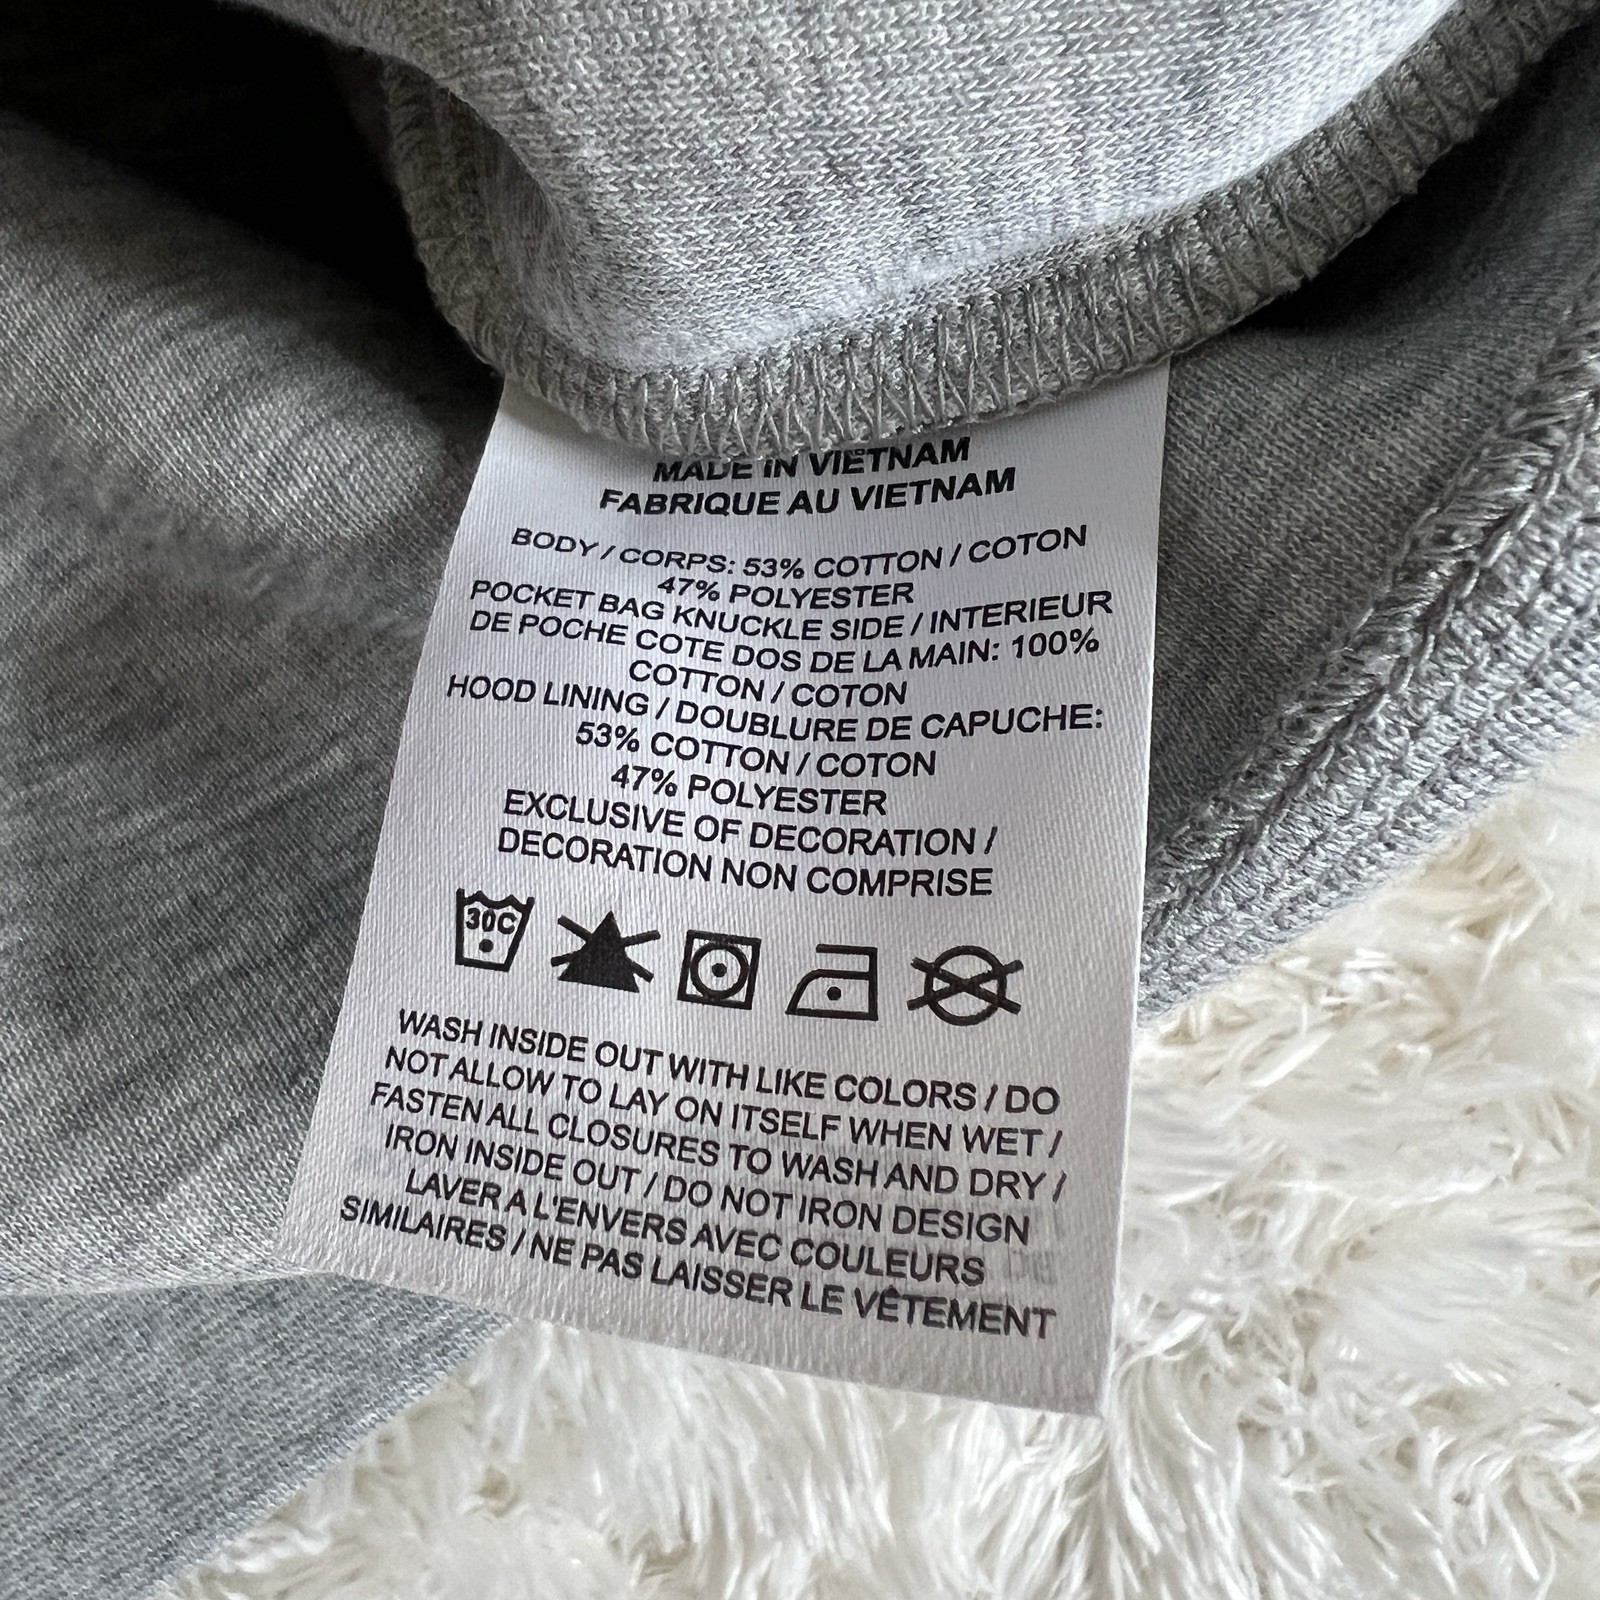 MADE IN VIETNAM
FABRIQUE AU VIETNAM
BODY / CORPS: 53% COTTON / COTON
47% POLYESTER
POCKET BAG KNUCKLE SIDE / INTERIEUR
DE POCHE COTE DOS DE LA MAIN: 100%
COTTON / COTON
HOOD LINING / DOUBLURE DE CAPUCHE:
53% COTTON / COTON
47% POLYESTER
EXCLUSIVE OF DECORATION /
DECORATION NON COMPRISE
30C
WASH INSIDE OUT WITH LIKE COLORS / DO
NOT ALLOW TO LAY ON ITSELF WHEN WET /
FASTEN ALL CLOSURES TO WASH AND DRY /
IRON INSIDE OUT / DO NOT IRON DESIGN
LAVER A L'ENVERS AVEC COULEURS
SIMILAIRES / NE PAS LAISSER LE VÊTEMENT